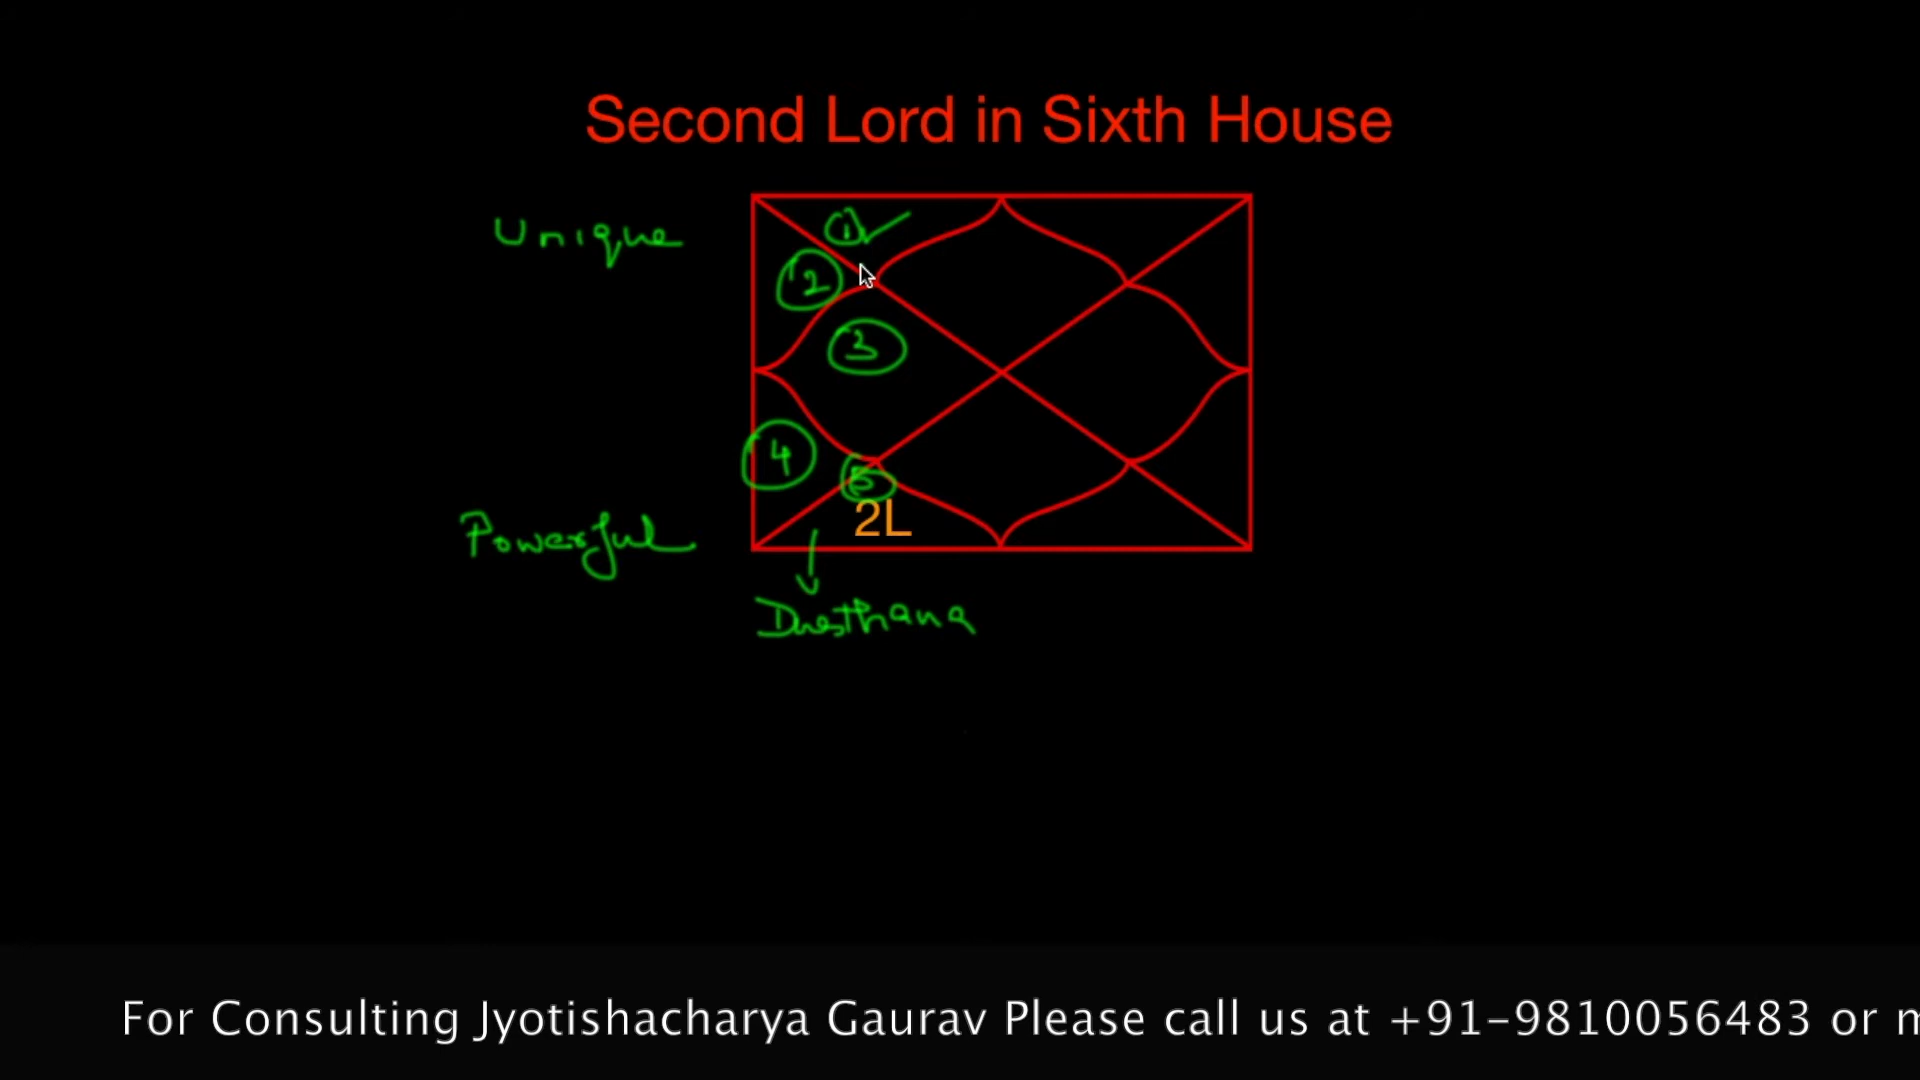 Second Lord in Sixth House
Unique
1
2
3
4
5
2L
Powerful
Dusthana
For Consulting Jyotishacharya Gaurav Please call us at +91-9810056483 or m